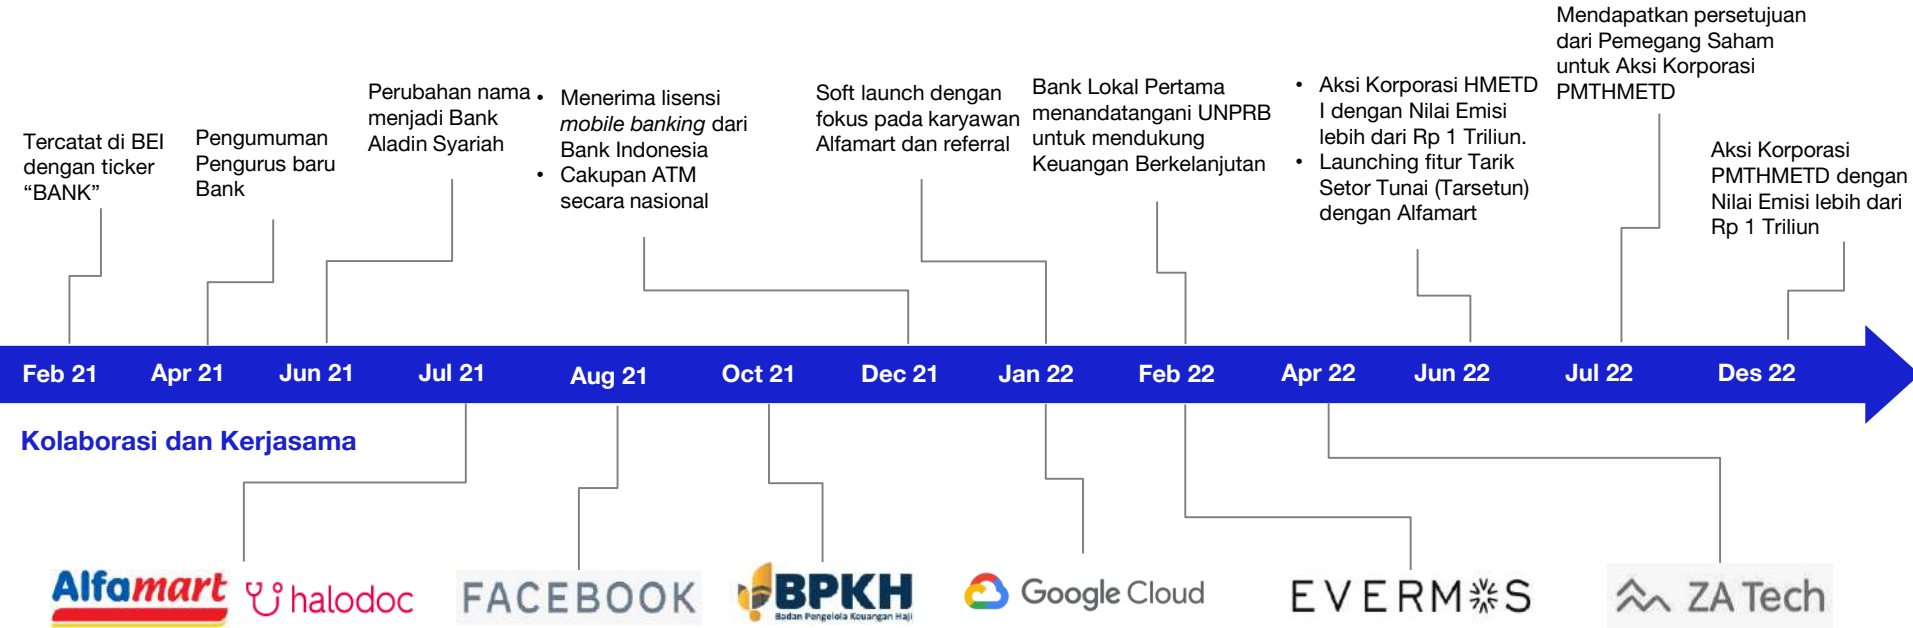 Tercatat di BEI
dengan ticker
“BANK”
Pengumuman
Pengurus baru
Bank
Perubahan nama
menjadi Bank
Aladin Syariah
• Menerima lisensi
mobile banking dari
Bank Indonesia
• Cakupan ATM
secara nasional
Soft launch dengan
fokus pada karyawan
Alfamart dan referral
Bank Lokal Pertama
menandatangani UNPRB
untuk mendukung
Keuangan Berkelanjutan
• Aksi Korporasi HMETD
I dengan Nilai Emisi
lebih dari Rp 1 Triliun.
• Launching fitur Tarik
Setor Tunai (Tarsetun)
dengan Alfamart
Mendapatkan persetujuan
dari Pemegang Saham
untuk Aksi Korporasi
PMTHMETD
Aksi Korporasi
PMTHMETD dengan
Nilai Emisi lebih dari
Rp 1 Triliun
Feb 21 Apr 21 Jun 21 Jul 21 Aug 21 Oct 21 Dec 21 Jan 22 Feb 22 Apr 22 Jun 22 Jul 22 Des 22
Kolaborasi dan Kerjasama
Alfamart
halodoc
FACEBOOK
BPKH
Badan Pengelola Keuangan Haji
Google Cloud
EVERMOS
ZA Tech